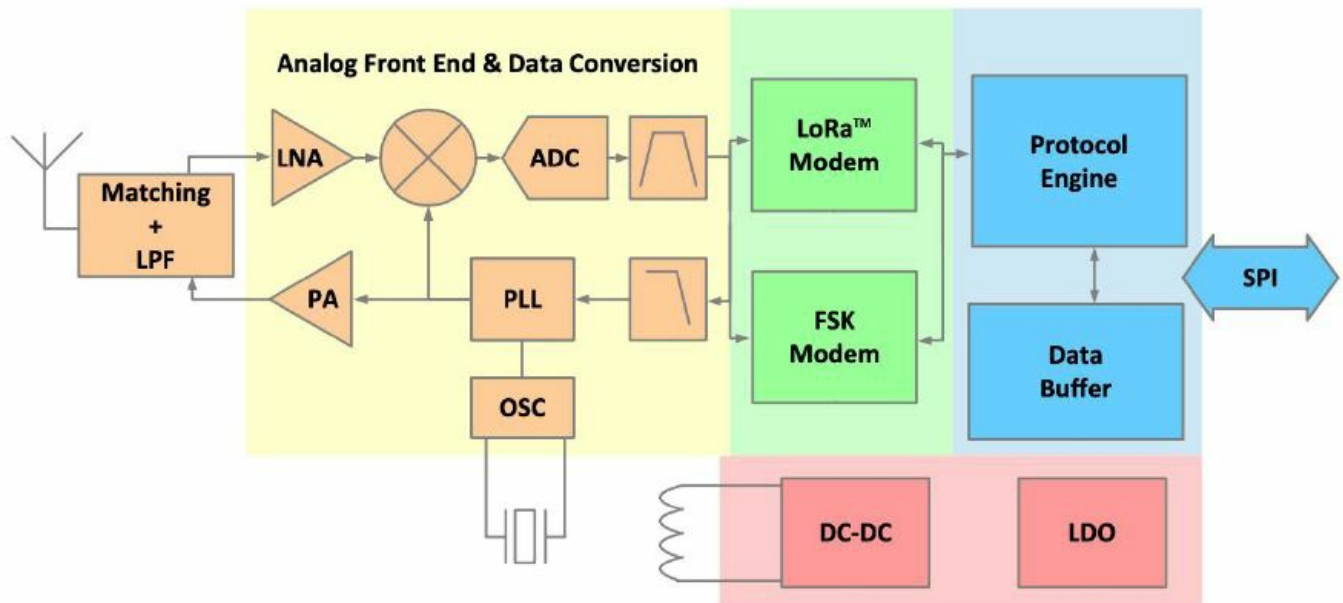 Analog Front End & Data Conversion
LNA
ADC
LoRa™
Modem
Protocol
Engine
Matching
+
LPF
PA
PLL
FSK
Modem
SPI
Data
Buffer
OSC
DC-DC
LDO